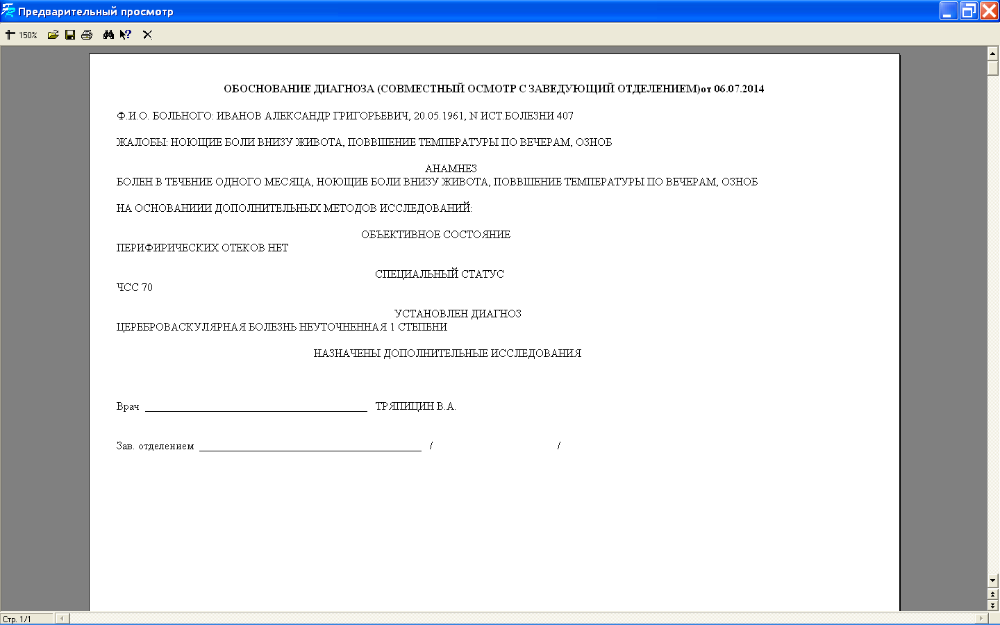 Предварительный просмотр
150%
ОБОСНОВАНИЕ ДИАГНОЗА (СОВМЕСТНЫЙ ОСМОТР С ЗАВЕДУЮЩИЙ ОТДЕЛЕНИЕМ)от 06.07.2014
Ф.И.О. БОЛЬНОГО: ИВАНОВ АЛЕКСАНДР ГРИГОРЬЕВИЧ, 20.05.1961, N ИСТ.БОЛЕЗНИ 407
ЖАЛОБЫ: НОЮЩИЕ БОЛИ ВНИЗУ ЖИВОТА, ПОВВШЕНИЕ ТЕМПЕРАТУРЫ ПО ВЕЧЕРАМ, ОЗНОБ
АНАМНЕЗ
БОЛЕН В ТЕЧЕНИЕ ОДНОГО МЕСЯЦА, НОЮЩИЕ БОЛИ ВНИЗУ ЖИВОТА, ПОВВШЕНИЕ ТЕМПЕРАТУРЫ ПО ВЕЧЕРАМ, ОЗНОБ
НА ОСНОВАНИИИ ДОПОЛНИТЕЛЬНЫХ МЕТОДОВ ИССЛЕДОВАНИЙ:
ОБЪЕКТИВНОЕ СОСТОЯНИЕ
ПЕРИФИРИЧЕСКИХ ОТЕКОВ НЕТ
СПЕЦИАЛЬНЫЙ СТАТУС
ЧСС 70
УСТАНОВЛЕН ДИАГНОЗ
ЦЕРЕБРОВАСКУЛЯРНАЯ БОЛЕЗНЬ НЕУТОЧНЕННАЯ 1 СТЕПЕНИ
НАЗНАЧЕНЫ ДОПОЛНИТЕЛЬНЫЕ ИССЛЕДОВАНИЯ
Врач ________________________________________ ТРЯПИЦИН В.А.
Зав. отделением ________________________________________ / /
Стр. 1/1